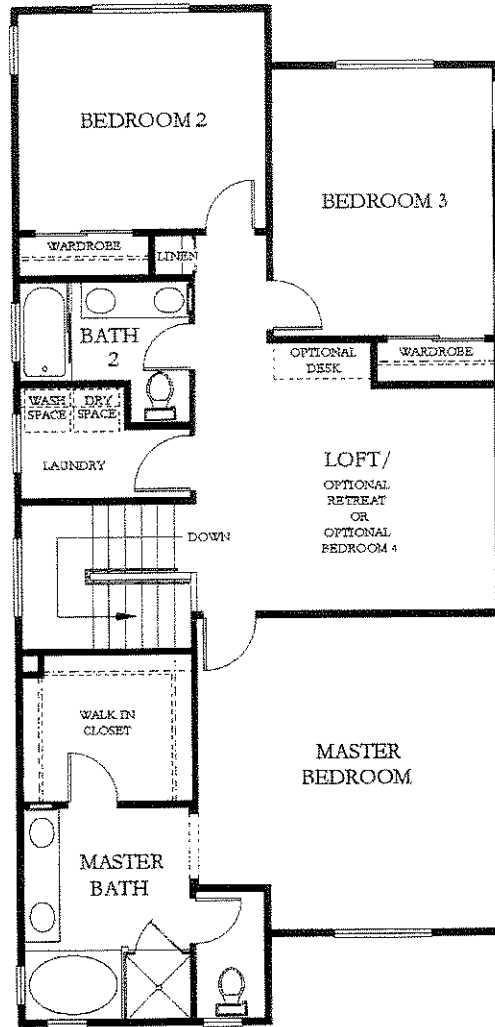 BEDROOM 2
BEDROOM 3
WARDROBE
LINEN
BATH
2
OPTIONAL
DESK
WARDROBE
WASH
SPACE
DRY
SPACE
LAUNDRY
LOFT/
OPTIONAL
RETREAT
OR
OPTIONAL
BEDROOM 4
DOWN
WALK IN
CLOSET
MASTER
BEDROOM
MASTER
BATH